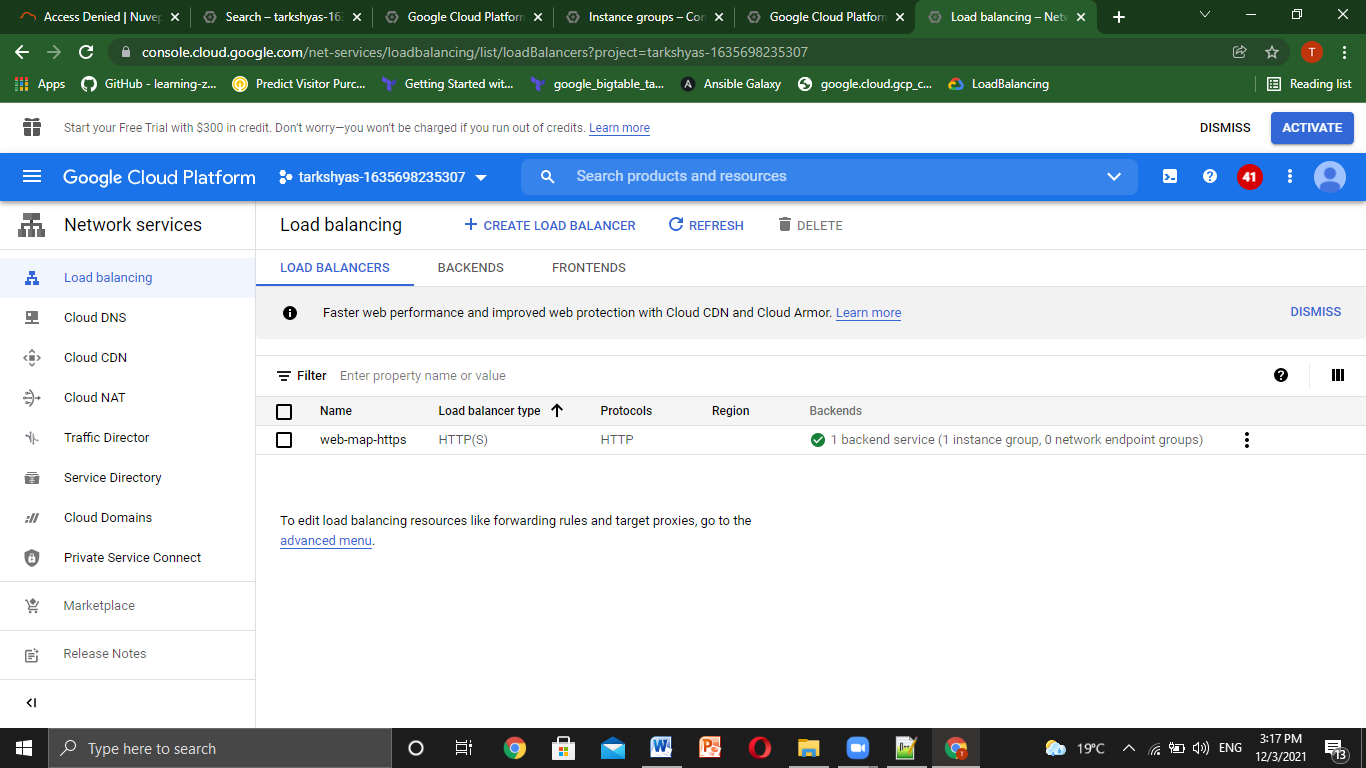 Access Denied | Nuvep
Search – tarkshyas-16
Google Cloud Platform
Instance groups – Con
Google Cloud Platform
Load balancing – Netw
console.cloud.google.com/net-services/loadbalancing/list/loadBalancers?project=tarkshyas-1635698235307
T
Apps
GitHub - learning-z...
Predict Visitor Purc...
Getting Started wit...
google_bigtable_ta...
Ansible Galaxy
google.cloud.gcp_c...
LoadBalancing
Reading list
Start your Free Trial with $300 in credit. Don't worry—you won't be charged if you run out of credits. Learn more
DISMISS
ACTIVATE
Google Cloud Platform
tarkshyas-1635698235307
Search products and resources
41
Network services
Load balancing
CREATE LOAD BALANCER
REFRESH
DELETE
Load balancing
Cloud DNS
Cloud CDN
Cloud NAT
Traffic Director
Service Directory
Cloud Domains
Private Service Connect
Marketplace
Release Notes
LOAD BALANCERS
BACKENDS
FRONTENDS
Faster web performance and improved web protection with Cloud CDN and Cloud Armor. Learn more
DISMISS
Filter
Enter property name or value
Name
Load balancer type
Protocols
Region
Backends
web-map-https
HTTP(S)
HTTP
1 backend service (1 instance group, 0 network endpoint groups)
To edit load balancing resources like forwarding rules and target proxies, go to the
advanced menu.
Type here to search
19°C
ENG
3:17 PM
12/3/2021
13